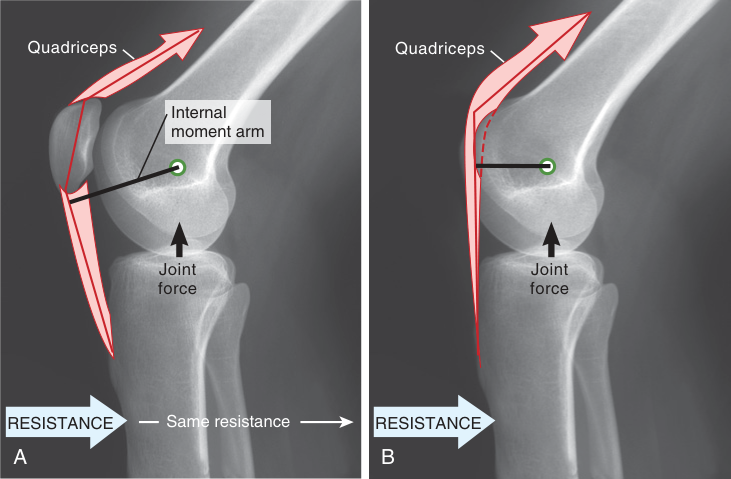 Quadriceps
Internal
moment arm
Joint
force
RESISTANCE
Same resistance
A
Quadriceps
Joint
force
RESISTANCE
B